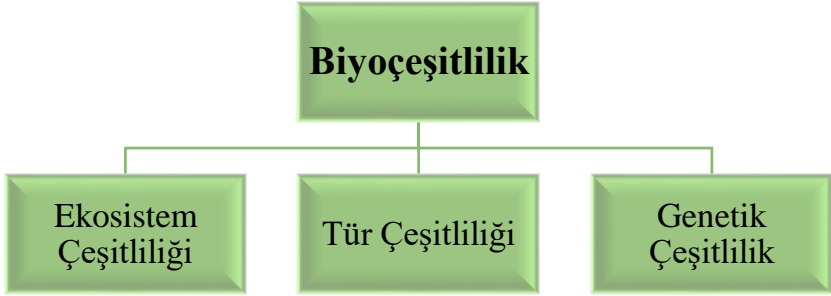 Biyoçeşitlilik
Ekosistem
Çeşitliliği
Tür Çeşitliliği
Genetik
Çeşitlilik